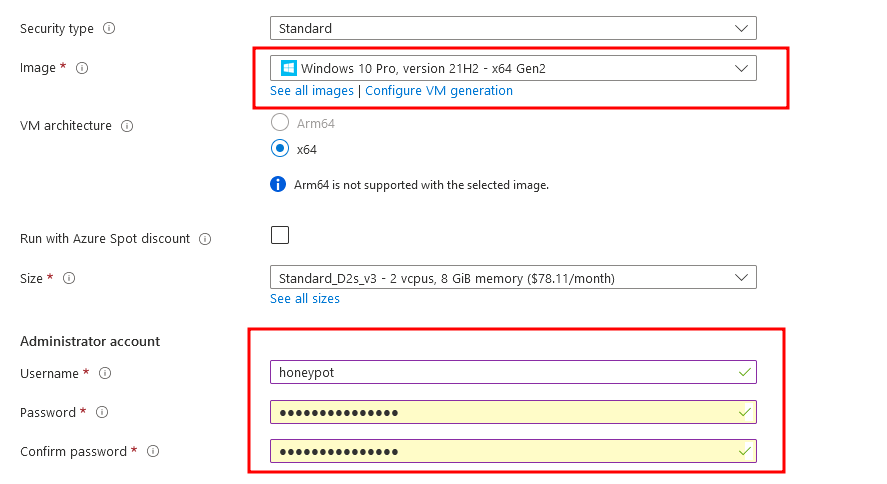 Security type
Standard
Image *
Windows 10 Pro, version 21H2 - x64 Gen2
See all images | Configure VM generation
VM architecture
Arm64
x64
Arm64 is not supported with the selected image.
Run with Azure Spot discount
Size *
Standard_D2s_v3 - 2 vcpus, 8 GiB memory ($78.11/month)
See all sizes
Administrator account
Username *
honeypot
Password *
●●●●●●●●●●●●●●●
Confirm password *
●●●●●●●●●●●●●●●